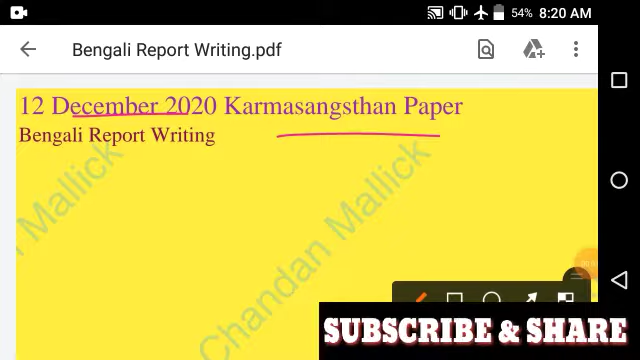 54% 8:20 AM
Bengali Report Writing.pdf
12 December 2020 Karmasangsthan Paper
Bengali Report Writing
n Mallick
Chandan Mallick
SUBSCRIBE & SHARE